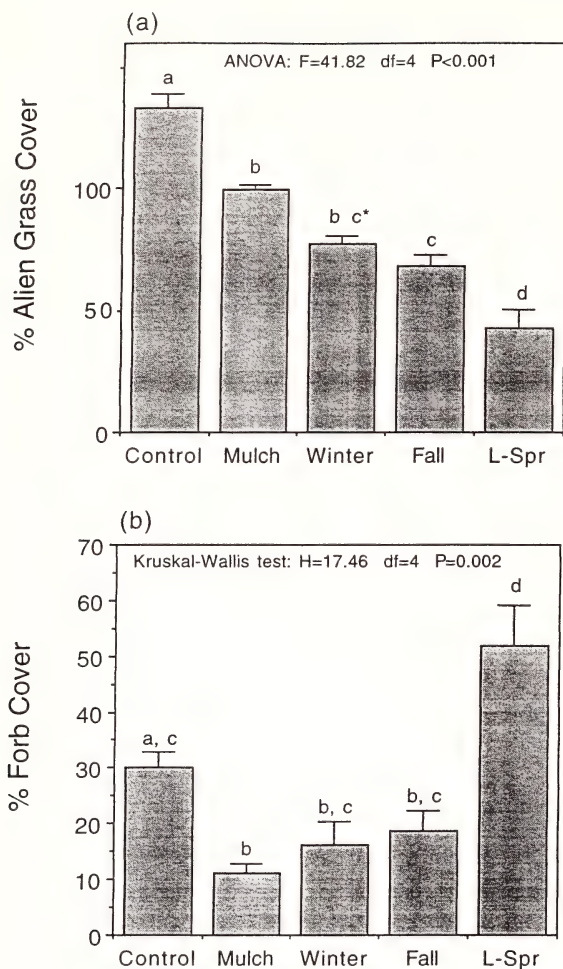 (a)
ANOVA: F=41.82 df=4 P<0.001
% Alien Grass Cover
100
50
0
a
b
b c*
c
d
Control Mulch Winter Fall L-Spr
(b)
Kruskal-Wallis test: H=17.46 df=4 P=0.002
% Forb Cover
70
60
50
40
30
20
10
0
a, c
b
b, c
b, c
d
Control Mulch Winter Fall L-Spr